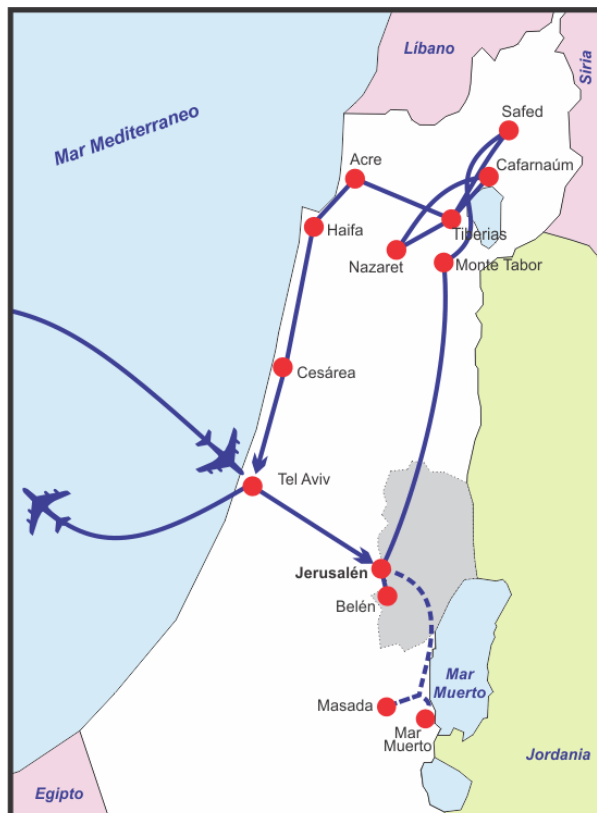 Líbano
Siria
Mar Mediterraneo
Safed
Acre
Cafarnaúm
Haifa
Tiberias
Nazaret
Monte Tabor
Cesárea
Tel Aviv
Jerusalén
Belén
Mar
Muerto
Masada
Mar
Muerto
Jordania
Egipto